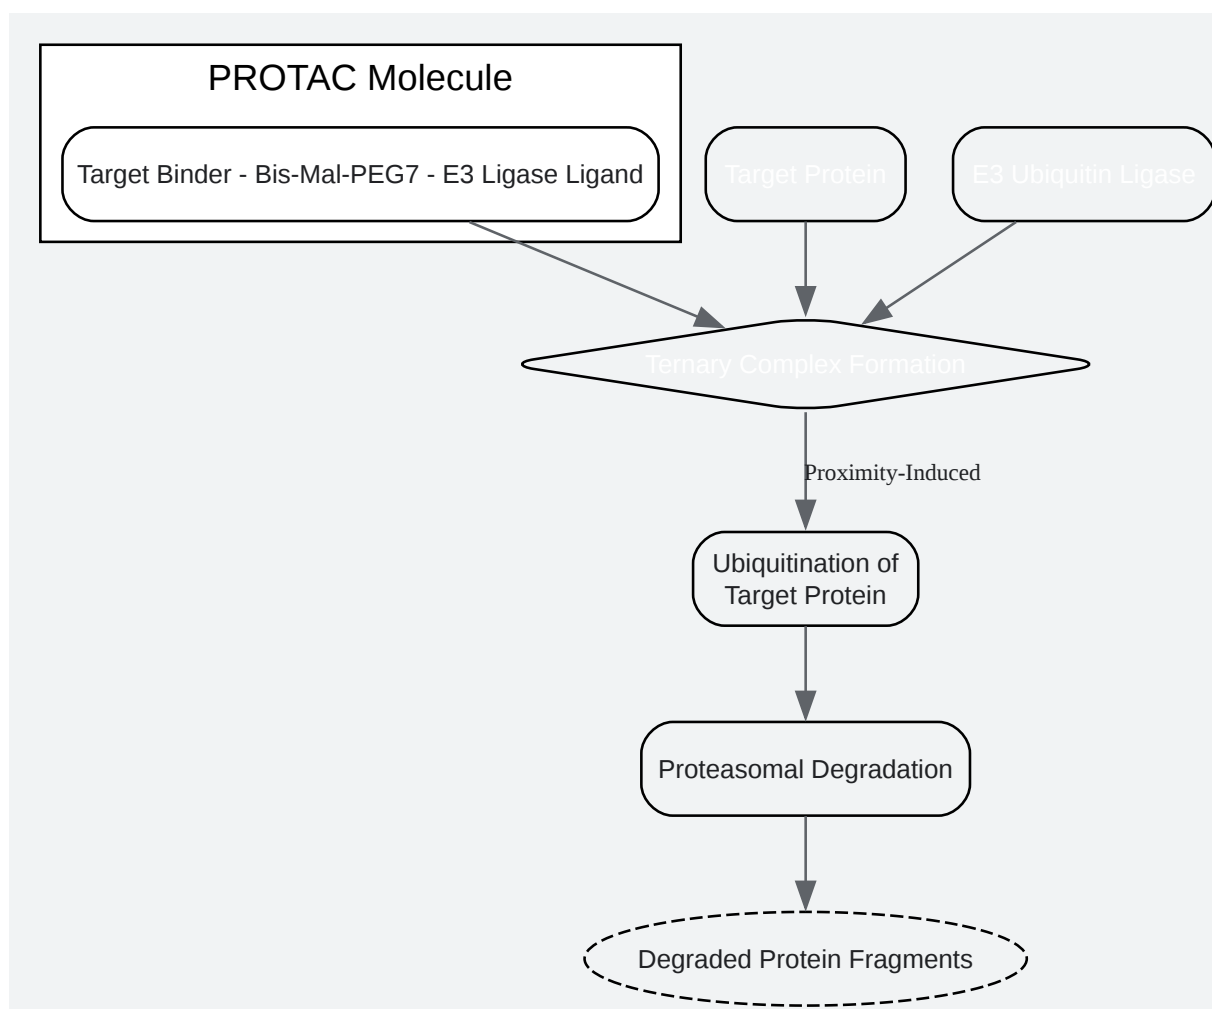 PROTAC Molecule
Target Binder - Bis-Mal-PEG7 - E3 Ligase Ligand
Target Protein
E3 Ubiquitin Ligase
Ternary Complex Formation
Proximity-Induced
Ubiquitination of
Target Protein
Proteasomal Degradation
Degraded Protein Fragments